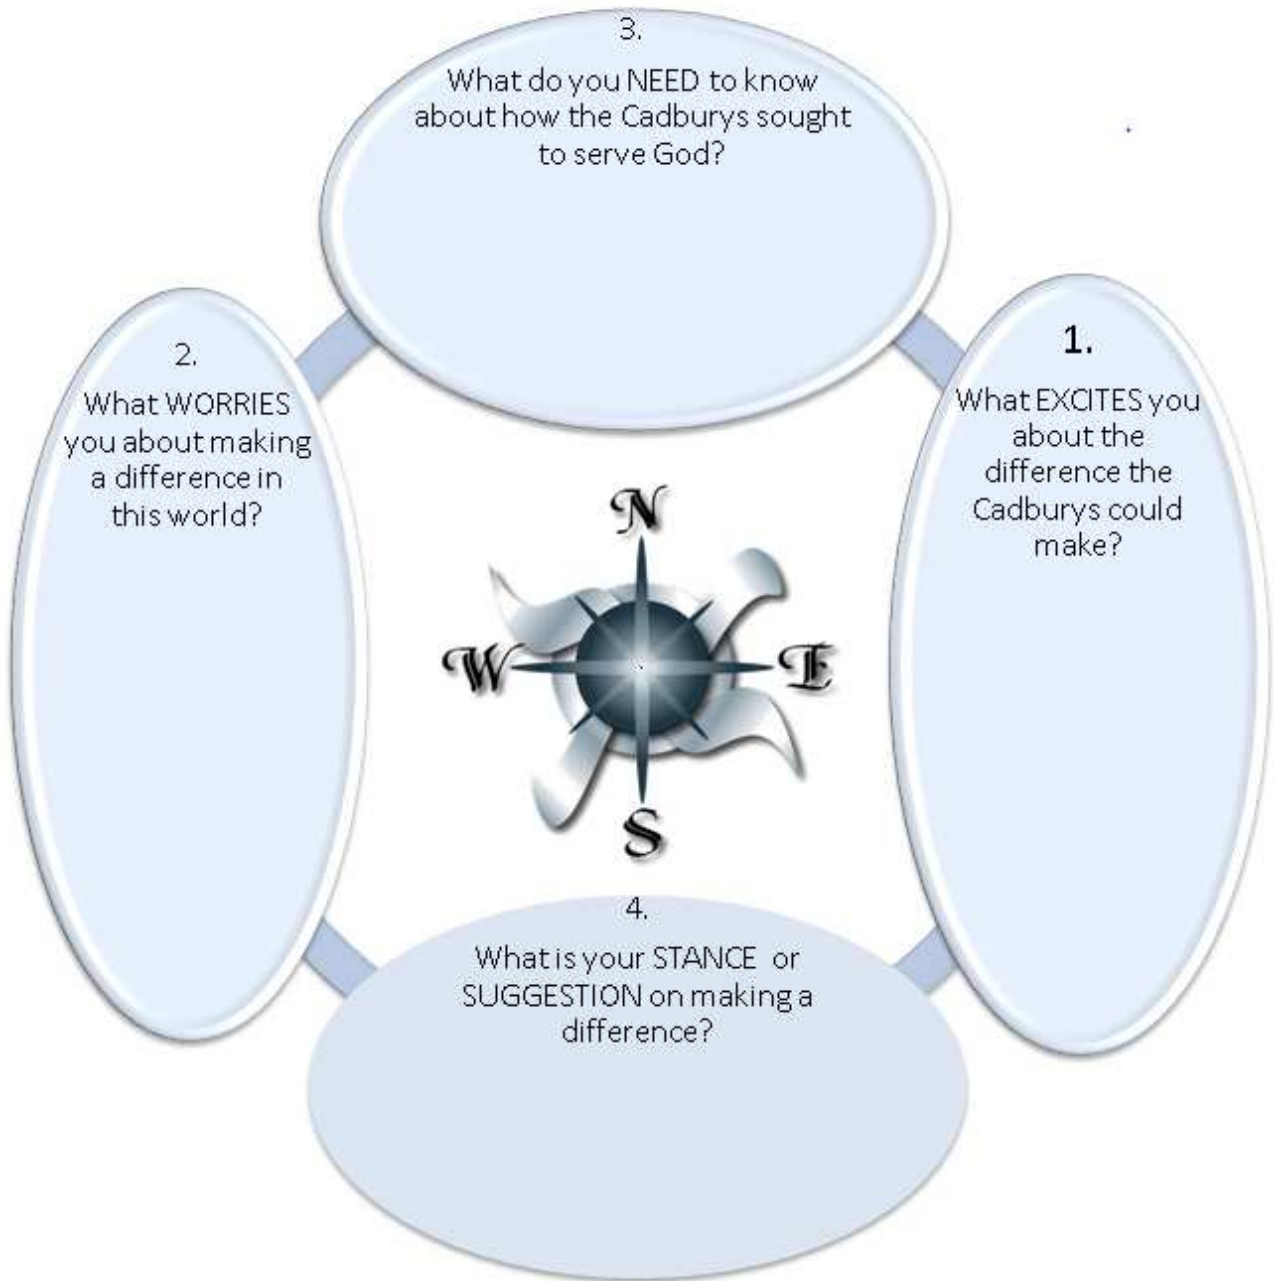 3.
What do you NEED to know
about how the Cadburys sought
to serve God?
2.
What WORRIES
you about making
a difference in
this world?
1.
What EXCITES you
about the
difference the
Cadburys could
make?
N
W
E
S
4.
What is your STANCE or
SUGGESTION on making a
difference?